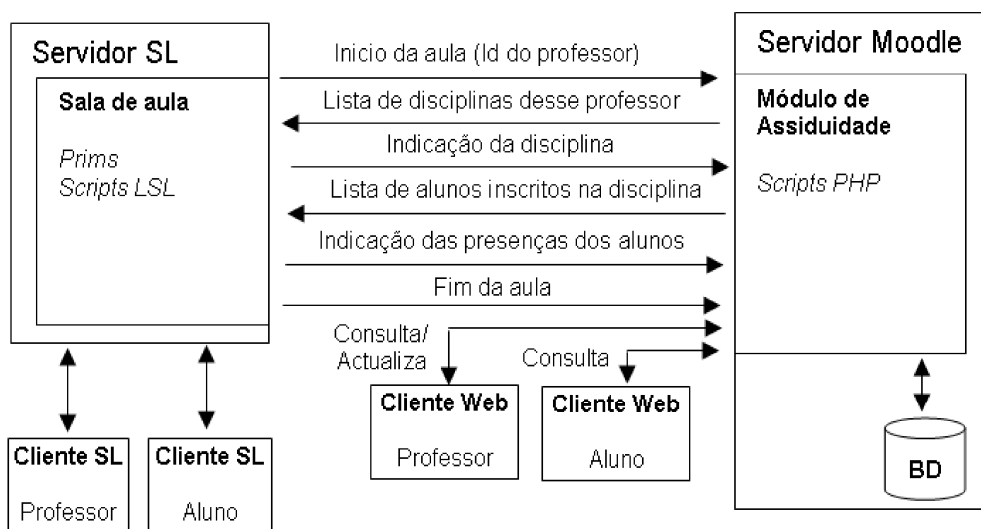 Servidor SL
Sala de aula
Prims
Scripts LSL
Inicio da aula (Id do professor)
Lista de disciplinas desse professor
Indicação da disciplina
Lista de alunos inscritos na disciplina
Indicação das presenças dos alunos
Fim da aula
Servidor Moodle
Módulo de
Assiduidade
Scripts PHP
Consulta/
Actualiza
Consulta
Cliente SL
Professor
Cliente SL
Aluno
Cliente Web
Professor
Cliente Web
Aluno
BD